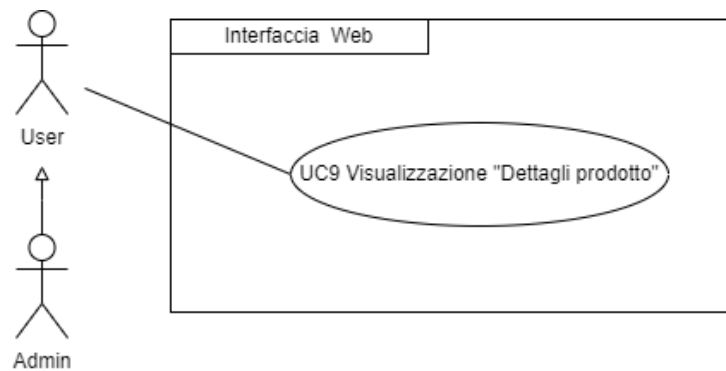 Interfaccia Web
User
UC9 Visualizzazione "Dettagli prodotto"
Admin